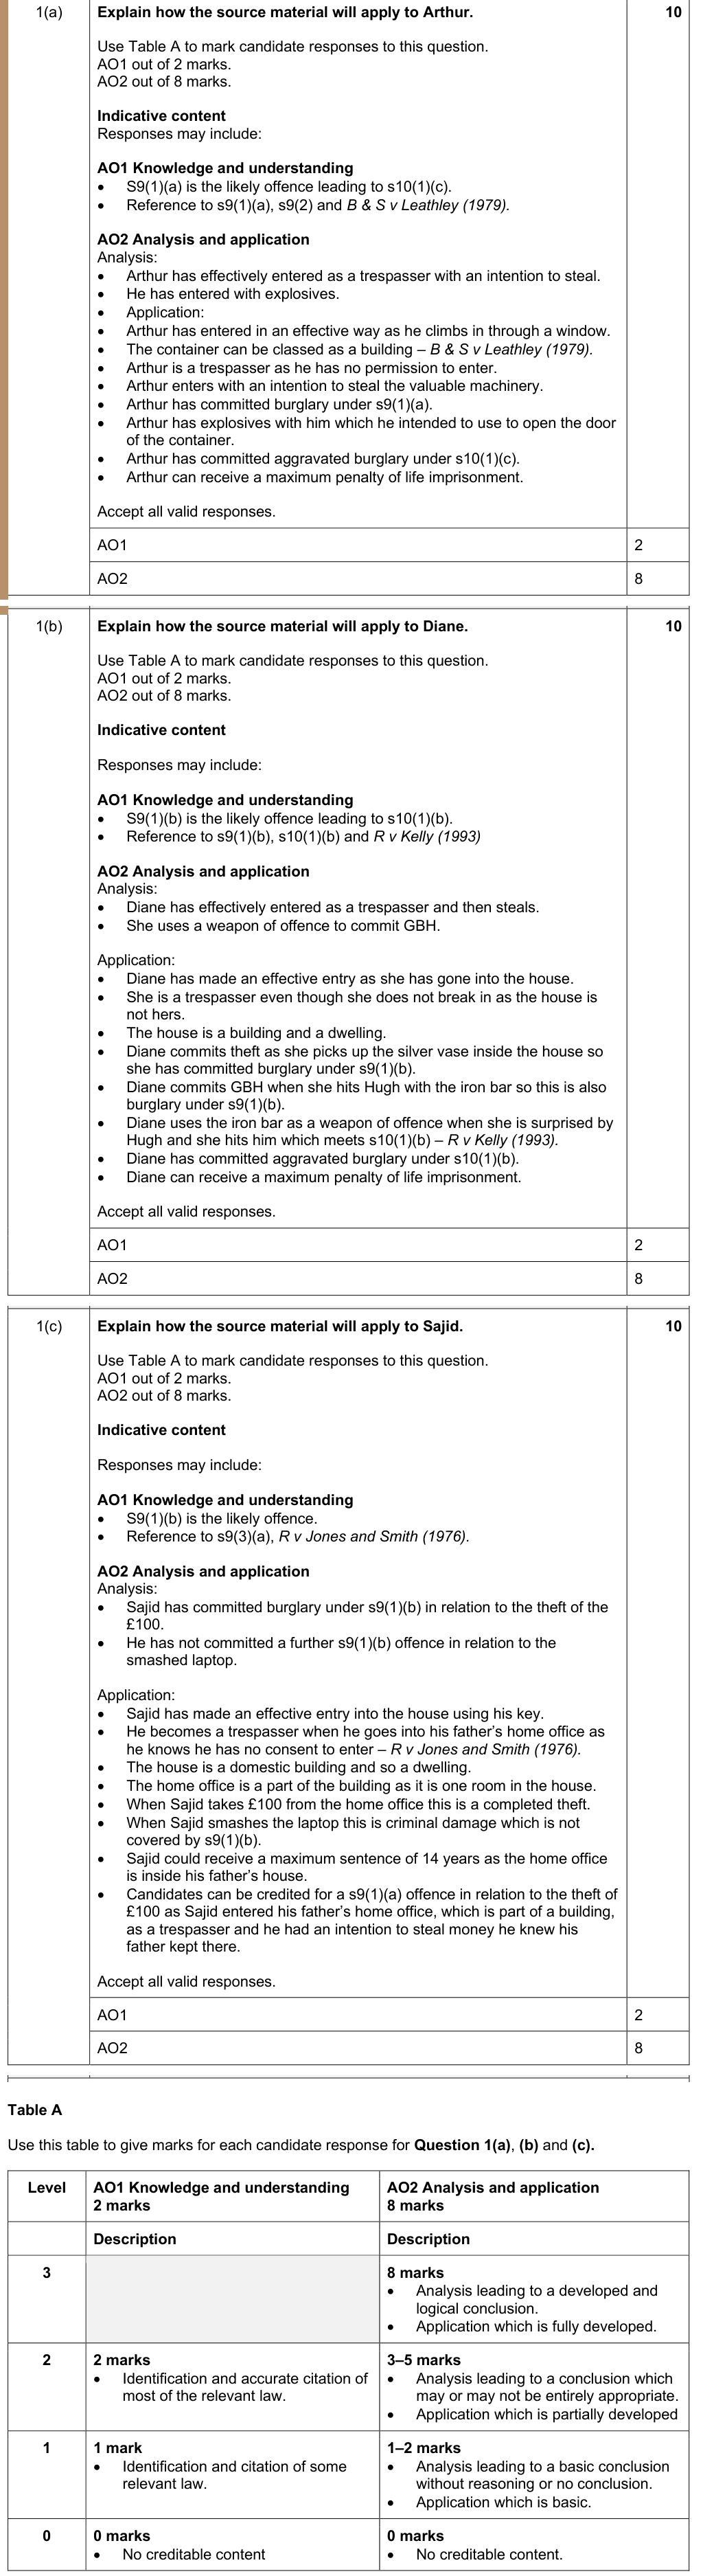 1(a)
Explain how the source material will apply to Arthur.
10
Use Table A to mark candidate responses to this question.
AO1 out of 2 marks.
AO2 out of 8 marks.
Indicative content
Responses may include:
AO1 Knowledge and understanding
• S9(1)(a) is the likely offence leading to s10(1)(c).
• Reference to s9(1)(a), s9(2) and B & S v Leathley (1979).
AO2 Analysis and application
Analysis:
• Arthur has effectively entered as a trespasser with an intention to steal.
• He has entered with explosives.
• Application:
• Arthur has entered in an effective way as he climbs in through a window.
• The container can be classed as a building – B & S v Leathley (1979).
• Arthur is a trespasser as he has no permission to enter.
• Arthur enters with an intention to steal the valuable machinery.
• Arthur has committed burglary under s9(1)(a).
• Arthur has explosives with him which he intended to use to open the door
of the container.
• Arthur has committed aggravated burglary under s10(1)(c).
• Arthur can receive a maximum penalty of life imprisonment.
Accept all valid responses.
AO1 2
AO2 8
1(b)
Explain how the source material will apply to Diane.
10
Use Table A to mark candidate responses to this question.
AO1 out of 2 marks.
AO2 out of 8 marks.
Indicative content
Responses may include:
AO1 Knowledge and understanding
• S9(1)(b) is the likely offence leading to s10(1)(b).
• Reference to s9(1)(b), s10(1)(b) and R v Kelly (1993)
AO2 Analysis and application
Analysis:
• Diane has effectively entered as a trespasser and then steals.
• She uses a weapon of offence to commit GBH.
Application:
• Diane has made an effective entry as she has gone into the house.
• She is a trespasser even though she does not break in as the house is
not hers.
• The house is a building and a dwelling.
• Diane commits theft as she picks up the silver vase inside the house so
she has committed burglary under s9(1)(b).
• Diane commits GBH when she hits Hugh with the iron bar so this is also
burglary under s9(1)(b).
• Diane uses the iron bar as a weapon of offence when she is surprised by
Hugh and she hits him which meets s10(1)(b) – R v Kelly (1993).
• Diane has committed aggravated burglary under s10(1)(b).
• Diane can receive a maximum penalty of life imprisonment.
Accept all valid responses.
AO1 2
AO2 8
1(c)
Explain how the source material will apply to Sajid.
10
Use Table A to mark candidate responses to this question.
AO1 out of 2 marks.
AO2 out of 8 marks.
Indicative content
Responses may include:
AO1 Knowledge and understanding
• S9(1)(b) is the likely offence.
• Reference to s9(3)(a), R v Jones and Smith (1976).
AO2 Analysis and application
Analysis:
• Sajid has committed burglary under s9(1)(b) in relation to the theft of the
£100.
• He has not committed a further s9(1)(b) offence in relation to the
smashed laptop.
Application:
• Sajid has made an effective entry into the house using his key.
• He becomes a trespasser when he goes into his father’s home office as
he knows he has no consent to enter – R v Jones and Smith (1976).
• The house is a domestic building and so a dwelling.
• The home office is a part of the building as it is one room in the house.
• When Sajid takes £100 from the home office this is a completed theft.
• When Sajid smashes the laptop this is criminal damage which is not
covered by s9(1)(b).
• Sajid could receive a maximum sentence of 14 years as the home office
is inside his father’s house.
• Candidates can be credited for a s9(1)(a) offence in relation to the theft of
£100 as Sajid entered his father’s home office, which is part of a building,
as a trespasser and he had an intention to steal money he knew his
father kept there.
Accept all valid responses.
AO1 2
AO2 8
Table A
Use this table to give marks for each candidate response for Question 1(a), (b) and (c).
Level
AO1 Knowledge and understanding
2 marks
AO2 Analysis and application
8 marks
Description
Description
3
8 marks
• Analysis leading to a developed and
logical conclusion.
• Application which is fully developed.
2
2 marks
• Identification and accurate citation of
most of the relevant law.
3–5 marks
• Analysis leading to a conclusion which
may or may not be entirely appropriate.
• Application which is partially developed
1
1 mark
• Identification and citation of some
relevant law.
1–2 marks
• Analysis leading to a basic conclusion
without reasoning or no conclusion.
• Application which is basic.
0
0 marks
• No creditable content
0 marks
• No creditable content.